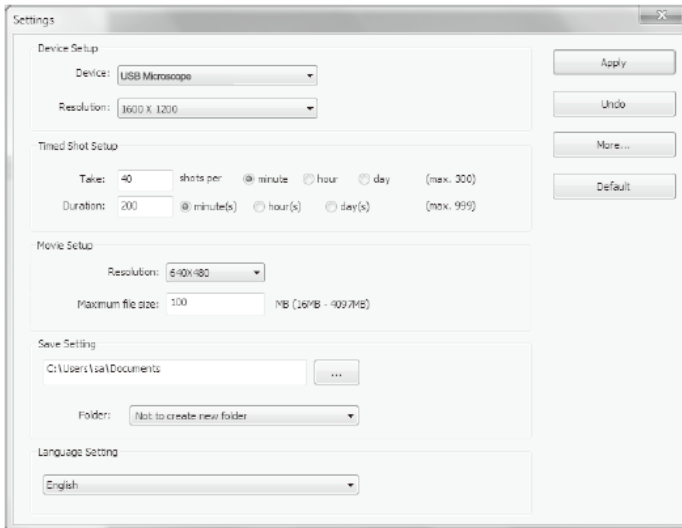 Settings
Device Setup
Device: USB Microscope
Resolution: 1600 X 1200
Apply
Undo
More...
Default
Timed Shot Setup
Take: 40 shots per minute hour day (max. 300)
Duration: 200 minute(s) hour(s) day(s) (max. 999)
Movie Setup
Resolution: 640X480
Maximum file size: 100 MB (16MB - 4097MB)
Save Setting
C:\Users\sa\Documents
...
Folder: Not to create new folder
Language Setting
English